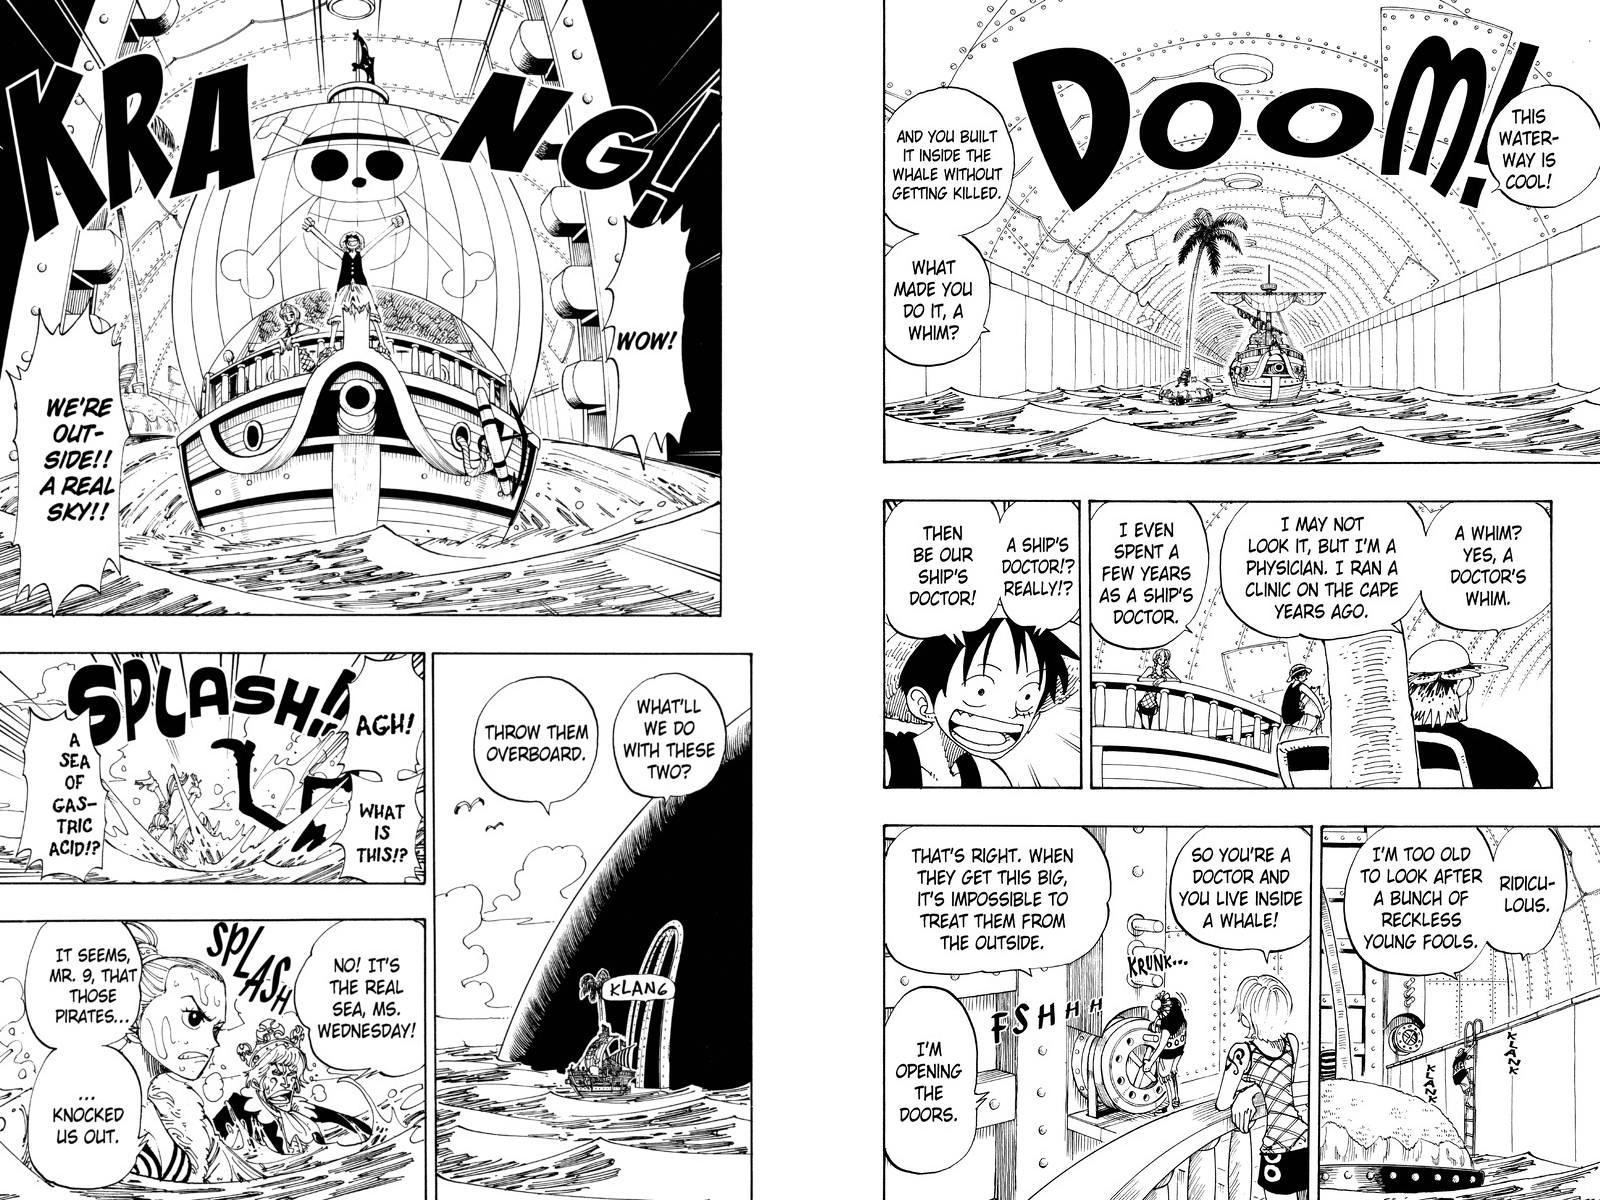 DOOM!
THIS
WATER-
WAY IS
COOL!
AND YOU BUILT
IT INSIDE THE
WHALE WITHOUT
GETTING KILLED.
WHAT
MADE YOU
DO IT, A
WHIM?
A WHIM?
YES, A
DOCTOR'S
WHIM.
I MAY NOT
LOOK IT, BUT I'M A
PHYSICIAN. I RAN A
CLINIC ON THE CAPE
YEARS AGO.
I EVEN
SPENT A
FEW YEARS
AS A SHIP'S
DOCTOR.
A SHIP'S
DOCTOR!?
REALLY!?
THEN
BE OUR
SHIP'S
DOCTOR!
RIDICU-
LOUS.
I'M TOO OLD
TO LOOK AFTER
A BUNCH OF
RECKLESS
YOUNG FOOLS.
KLANK
KLANK
SO YOU'RE A
DOCTOR AND
YOU LIVE INSIDE
A WHALE!
THAT'S RIGHT. WHEN
THEY GET THIS BIG,
IT'S IMPOSSIBLE TO
TREAT THEM FROM
THE OUTSIDE.
KRUNK...
FSHHHH
I'M
OPENING
THE
DOORS.
KRANG!!
WOW!
WE'RE
OUT-
SIDE!!
A REAL
SKY!!
WHAT'LL
WE DO
WITH THESE
TWO?
THROW THEM
OVERBOARD.
KLANG
SPLASH!!
AGH!
WHAT
IS
THIS!?
A
SEA
OF
GAS-
TRIC
ACID!?
SPLASH
NO! IT'S
THE REAL
SEA, MS.
WEDNESDAY!
IT SEEMS,
MR. 9, THAT
THOSE
PIRATES...
...
KNOCKED
US OUT.